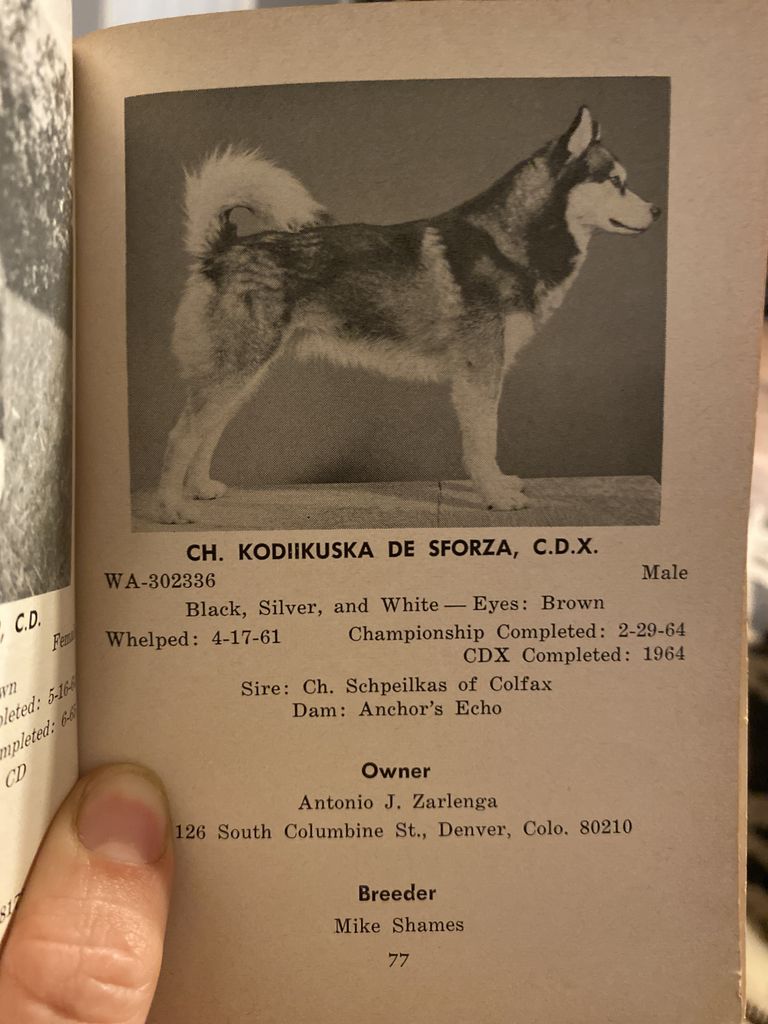 , C.D.
CD
CH. KODIIKUSKA DE SFORZA, C.D.X.
WA-302336 Male
Black, Silver, and White — Eyes: Brown
Whelped: 4-17-61 Championship Completed: 2-29-64
CDX Completed: 1964
Sire: Ch. Schpeilkas of Colfax
Dam: Anchor's Echo
Owner
Antonio J. Zarlenga
126 South Columbine St., Denver, Colo. 80210
Breeder
Mike Shames
77